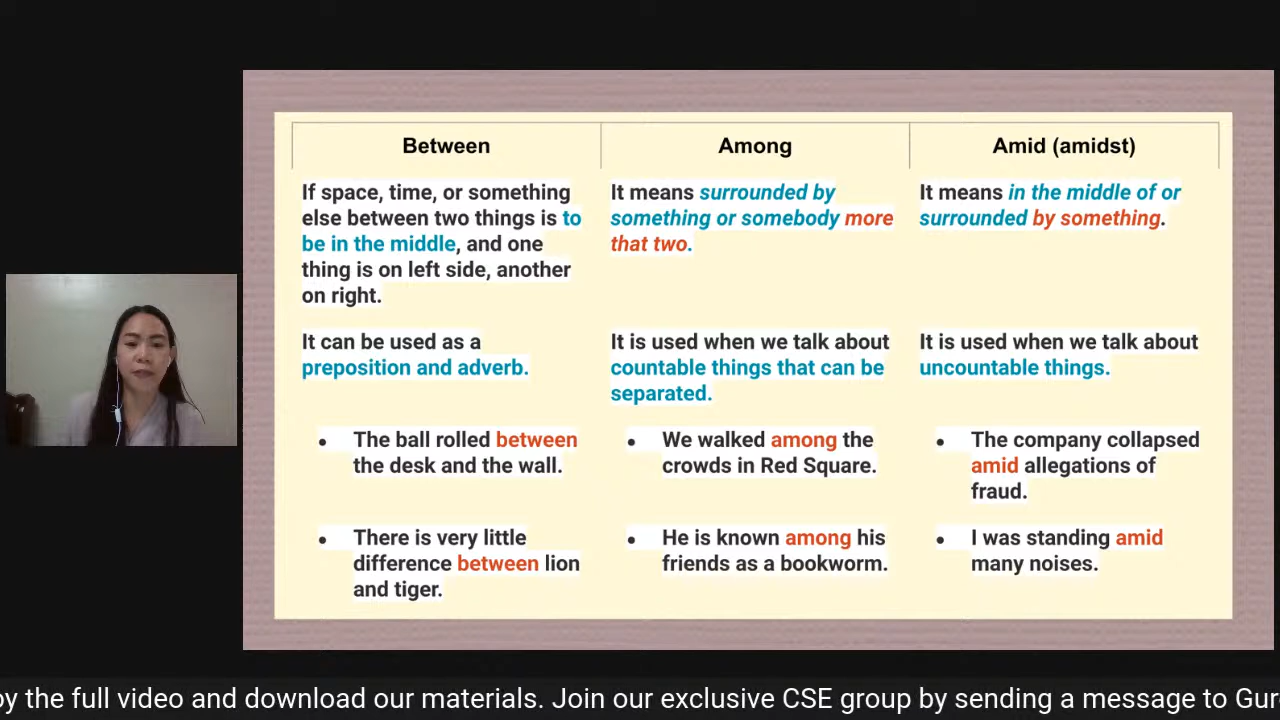 Between
Among
Amid (amidst)
If space, time, or something
else between two things is to
be in the middle, and one
thing is on left side, another
on right.
It means surrounded by
something or somebody more
that two.
It means in the middle of or
surrounded by something.
It can be used as a
preposition and adverb.
It is used when we talk about
countable things that can be
separated.
It is used when we talk about
uncountable things.
• The ball rolled between
the desk and the wall.
• We walked among the
crowds in Red Square.
• The company collapsed
amid allegations of
fraud.
• There is very little
difference between lion
and tiger.
• He is known among his
friends as a bookworm.
• I was standing amid
many noises.
the full video and download our materials. Join our exclusive CSE group by sending a message to